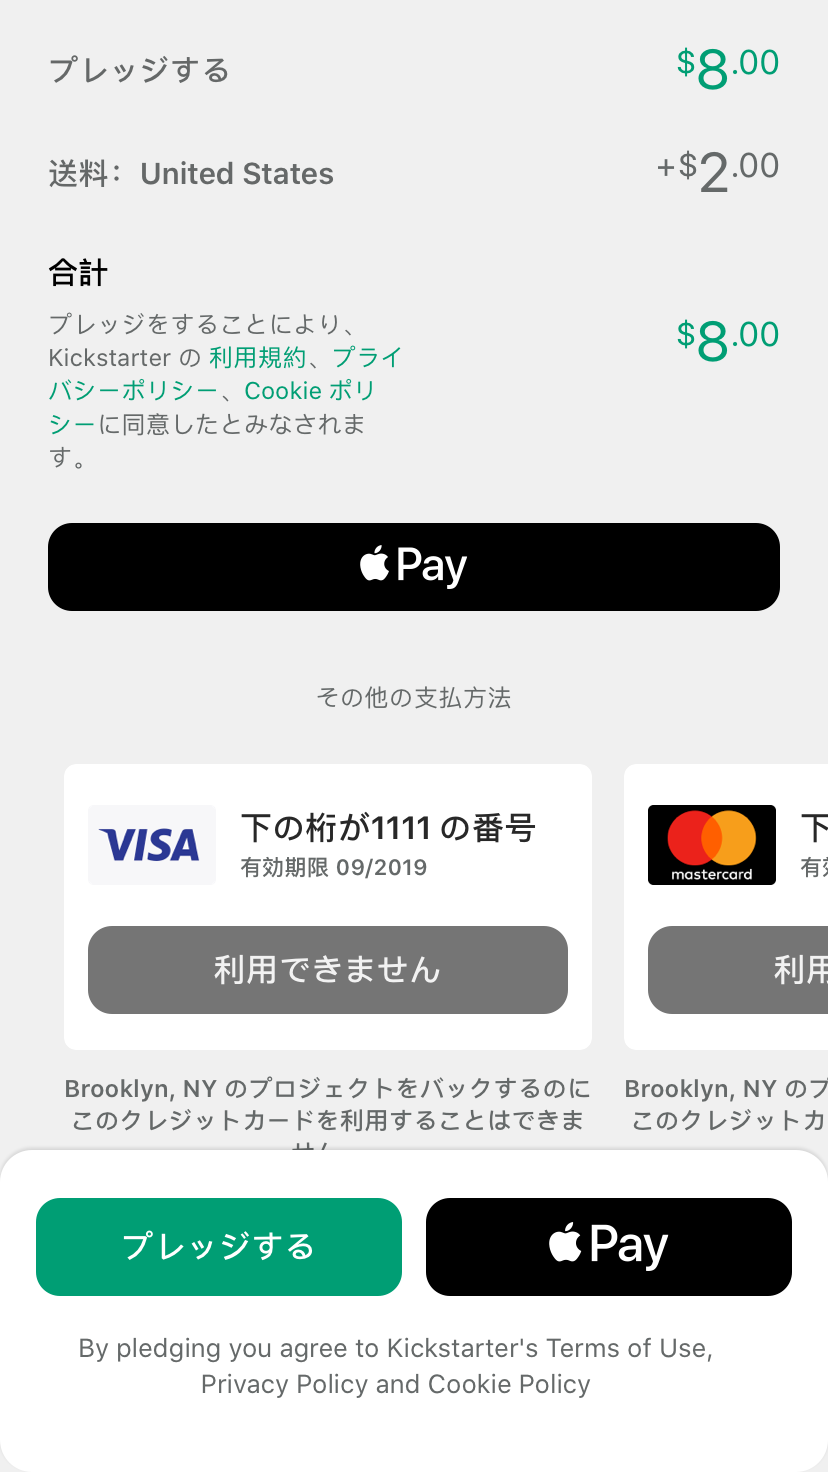 プレッジする $8.00
送料： United States +$2.00
合計
プレッジをすることにより、
Kickstarter の 利用規約、プライ
バシーポリシー、Cookie ポリ
シーに同意したとみなされま
す。
$8.00
Pay
その他の支払方法
VISA
下の桁が1111 の番号
有効期限 09/2019
利用できません
Brooklyn, NY のプロジェクトをバックするのに
このクレジットカードを利用することはできま
せん
mastercard
下
有効
利用
Brooklyn, NY のプ
このクレジットカ
プレッジする
Pay
By pledging you agree to Kickstarter's Terms of Use,
Privacy Policy and Cookie Policy